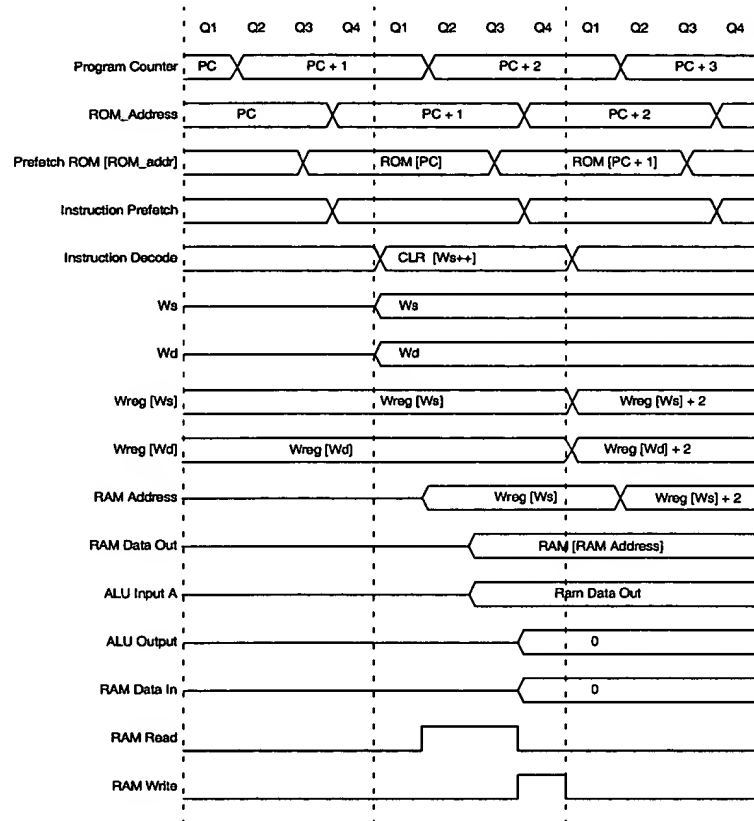 Q1 Q2 Q3 Q4 Q1 Q2 Q3 Q4 Q1 Q2 Q3 Q4
Program Counter PC PC + 1 PC + 2 PC + 3
ROM_Address PC PC + 1 PC + 2
Prefetch ROM [ROM_addr] ROM [PC] ROM [PC + 1]
Instruction Prefetch
Instruction Decode CLR [Ws++]
Ws Ws
Wd Wd
Wreg [Ws] Wreg [Ws] Wreg [Ws] + 2
Wreg [Wd] Wreg [Wd] Wreg [Wd] + 2
RAM Address Wreg [Ws] Wreg [Ws] + 2
RAM Data Out RAM [RAM Address]
ALU Input A Ram Data Out
ALU Output 0
RAM Data In 0
RAM Read
RAM Write